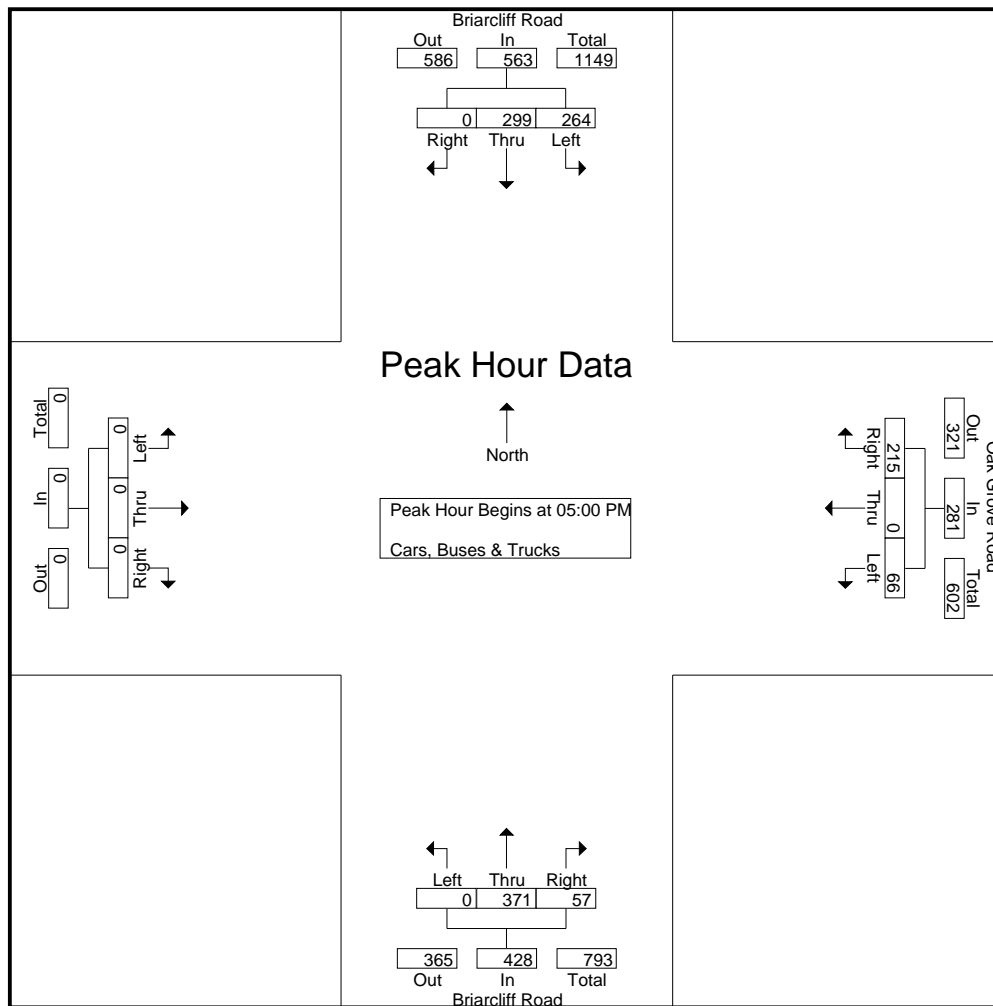 Briarcliff Road
Out In Total
586 563 1149
0 299 264
Right Thru Left
Peak Hour Data
North
Peak Hour Begins at 05:00 PM
Cars, Buses & Trucks
Total In Out
0 0 0
0 0 0
Left Thru Right
Oak Grove Road
Out In Total
321 281 602
215 0 66
Right Thru Left
Left Thru Right
0 371 57
365 428 793
Out In Total
Briarcliff Road